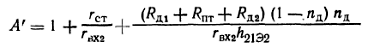 A′ = 1 + r_ст / r_вх2 + (R_Д1 + R_ПТ + R_Д2) (1 − n_Д) n_Д / r_вх2 h_21Э2